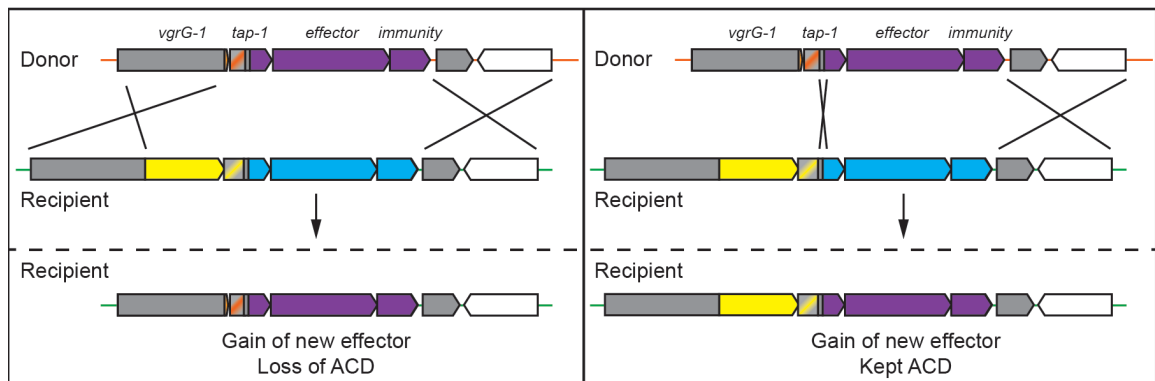 vgrG-1 tap-1 effector immunity
Donor
Recipient
Recipient
Gain of new effector
Loss of ACD
vgrG-1 tap-1 effector immunity
Donor
Recipient
Recipient
Gain of new effector
Kept ACD